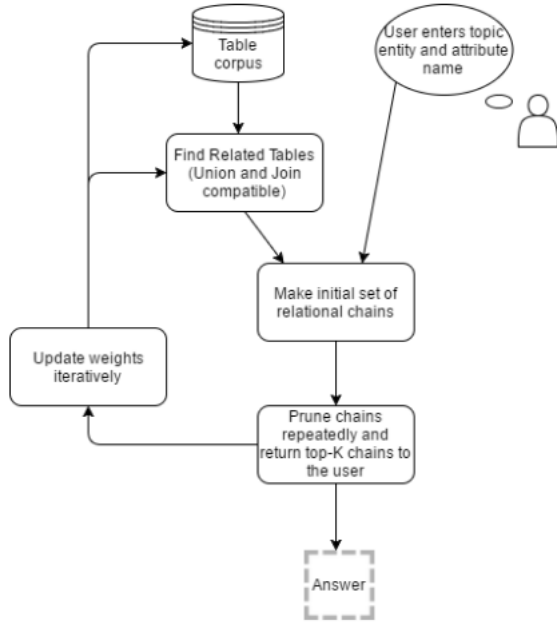 Table
corpus
User enters topic
entity and attribute
name
Find Related Tables
(Union and Join
compatible)
Make initial set of
relational chains
Update weights
iteratively
Prune chains
repeatedly and
return top-K chains to
the user
Answer